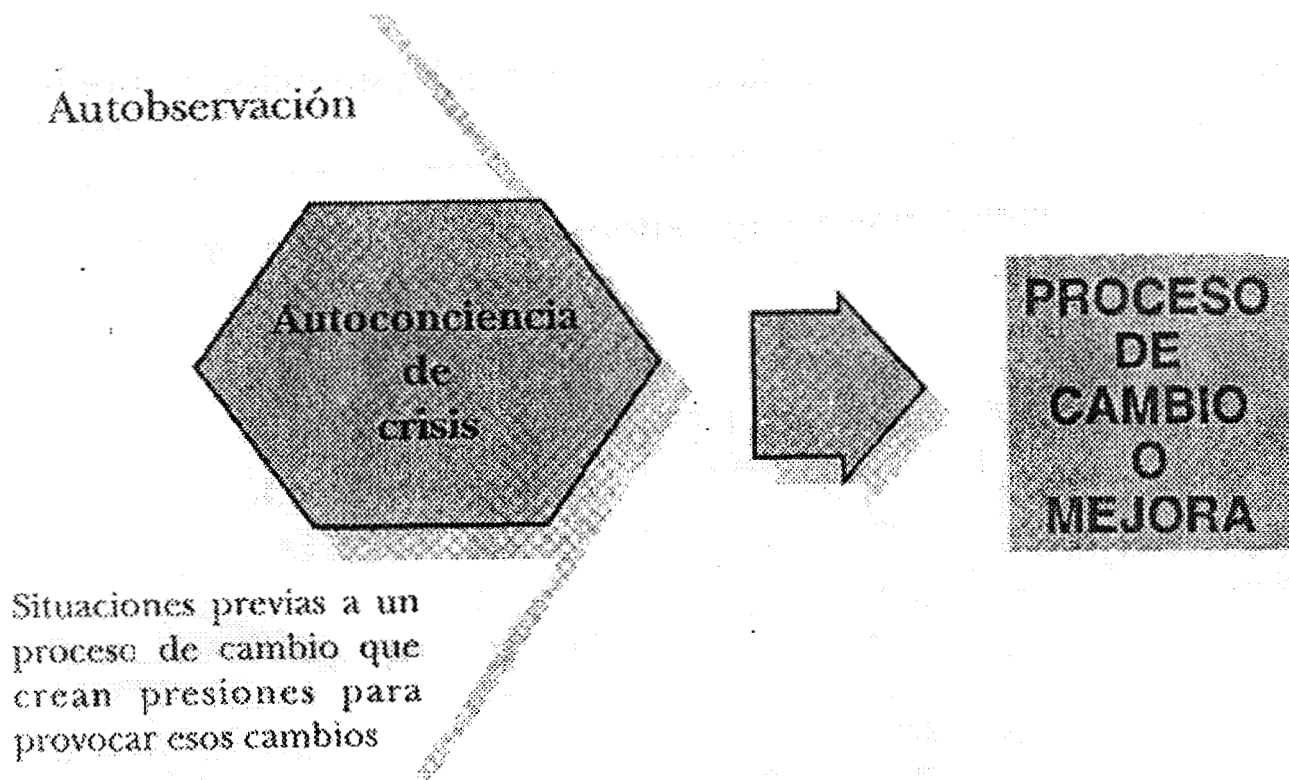 Autobservación
Autoconciencia
de
crisis
PROCESO
DE
CAMBIO
O
MEJORA
Situaciones previas a un
proceso de cambio que
crean presiones para
provocar esos cambios